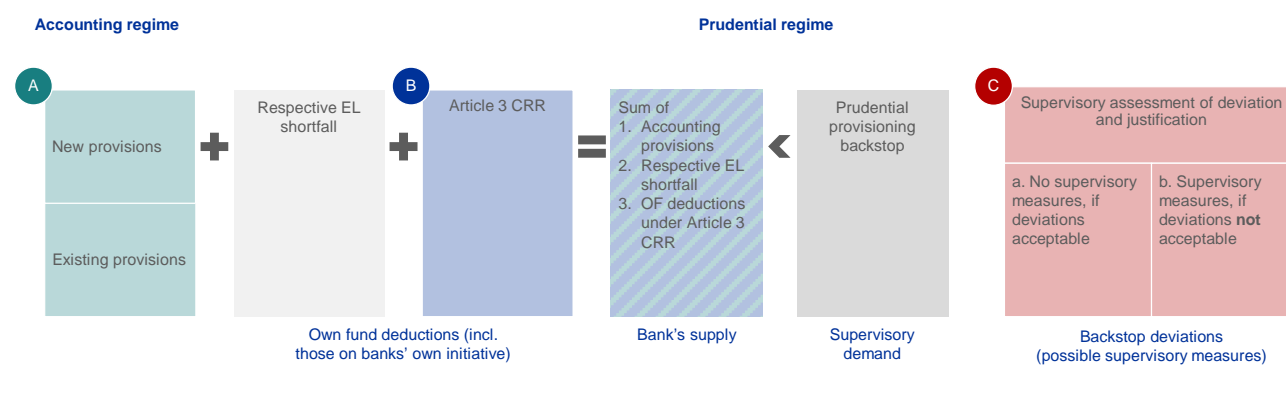 Accounting regime
Prudential regime
A
New provisions
Existing provisions
Respective EL
shortfall
B
Article 3 CRR
Sum of
1. Accounting
provisions
2. Respective EL
shortfall
3. OF deductions
under Article 3
CRR
Prudential
provisioning
backstop
C
Supervisory assessment of deviation
and justification
a. No supervisory
measures, if
deviations
acceptable
b. Supervisory
measures, if
deviations not
acceptable
Own fund deductions (incl.
those on banks' own initiative)
Bank's supply
Supervisory
demand
Backstop deviations
(possible supervisory measures)